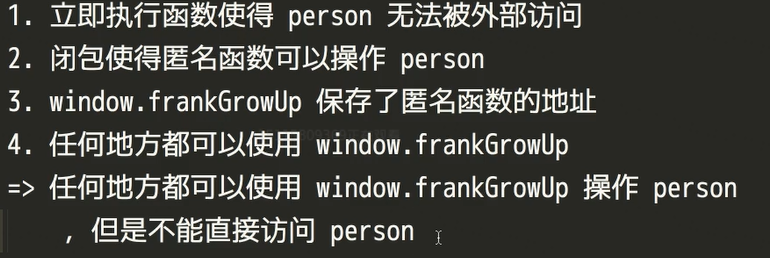 1. 立即执行函数使得 person 无法被外部访问
2. 闭包使得匿名函数可以操作 person
3. window.frankGrowUp 保存了匿名函数的地址
4. 任何地方都可以使用 window.frankGrowUp
=> 任何地方都可以使用 window.frankGrowUp 操作 person
，但是不能直接访问 person